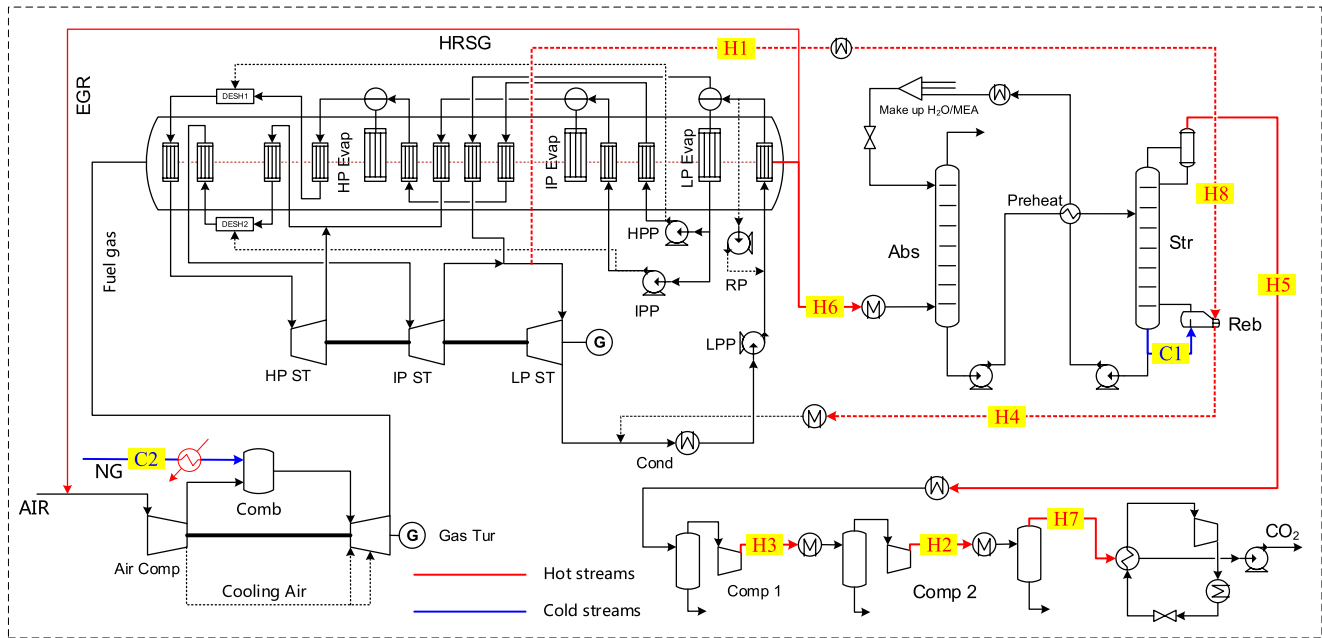 HRSG
H1
EGR
DESH1
Make up H₂O/MEA
HP Evap
IP Evap
LP Evap
Preheat
H8
DESH2
HPP
Abs
Str
Fuel gas
RP
H5
IPP
H6
Reb
LPP
C1
G
HP ST
IP ST
LP ST
H4
C2
NG
Cond
AIR
Comb
G
Gas Tur
H7
CO₂
H3
H2
Air Comp
Hot streams
Comp 1
Comp 2
Cooling Air
Cold streams